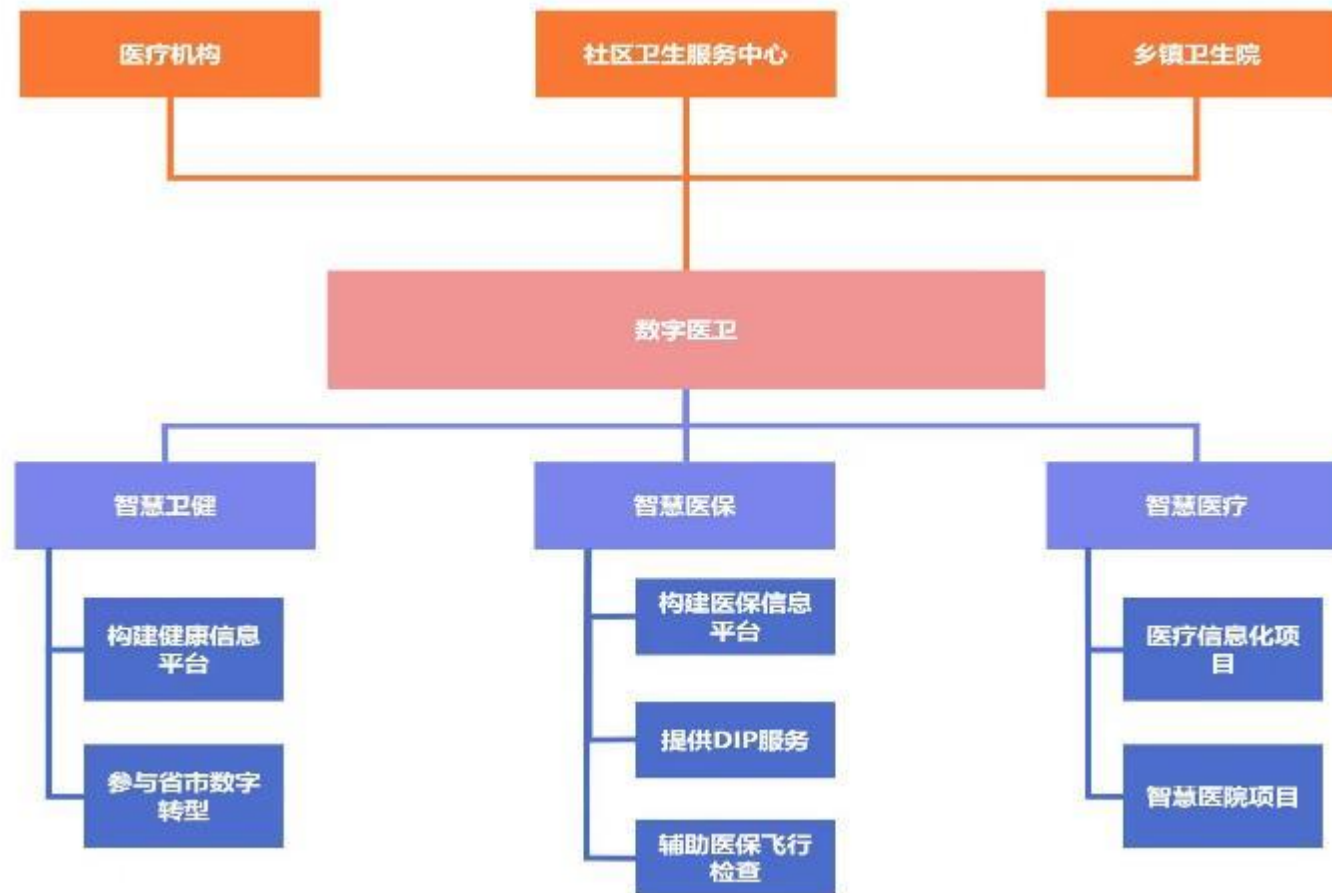 医疗机构
社区卫生服务中心
乡镇卫生院
数字医卫
智慧卫健
智慧医保
智慧医疗
构建健康信息
平台
参与省市数字
转型
构建医保信息
平台
提供DIP服务
辅助医保飞行
检查
医疗信息化项
目
智慧医院项目